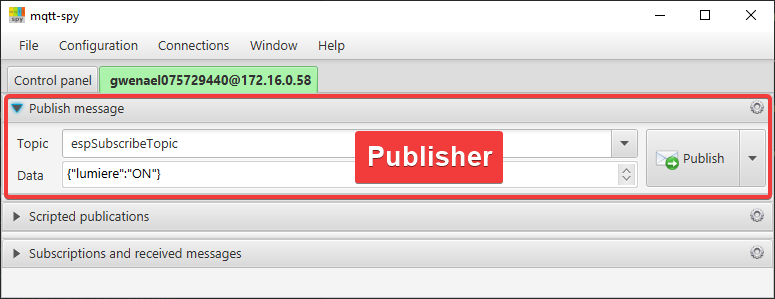 mqtt-spy
File Configuration Connections Window Help
Control panel gwenael075729440@172.16.0.58
Publish message
Topic espSubscribeTopic
Publisher
Publish
Data {"lumiere":"ON"}
Scripted publications
Subscriptions and received messages